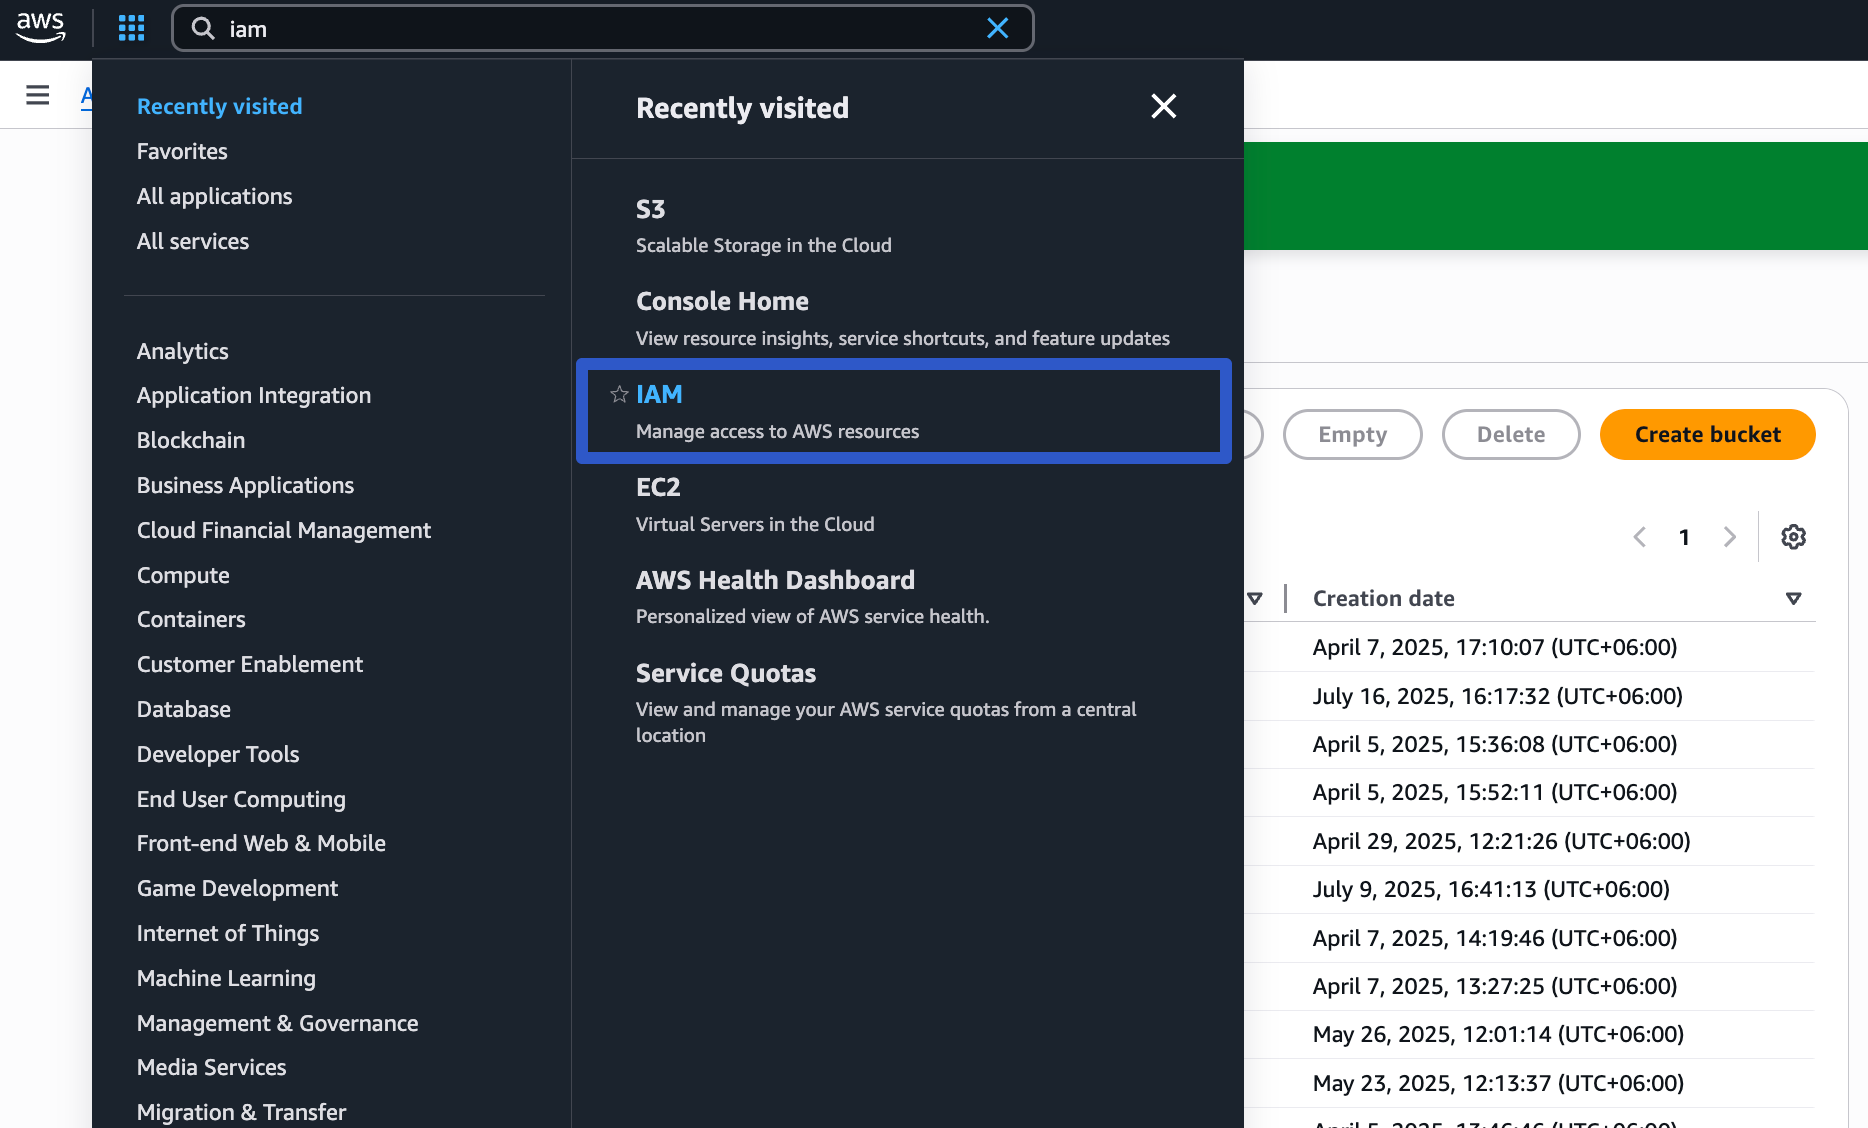 aws
iam
A
Recently visited
Favorites
All applications
All services
Analytics
Application Integration
Blockchain
Business Applications
Cloud Financial Management
Compute
Containers
Customer Enablement
Database
Developer Tools
End User Computing
Front-end Web & Mobile
Game Development
Internet of Things
Machine Learning
Management & Governance
Media Services
Migration & Transfer
Recently visited
S3
Scalable Storage in the Cloud
Console Home
View resource insights, service shortcuts, and feature updates
IAM
Manage access to AWS resources
EC2
Virtual Servers in the Cloud
AWS Health Dashboard
Personalized view of AWS service health.
Service Quotas
View and manage your AWS service quotas from a central
location
Empty
Delete
Create bucket
1
Creation date
April 7, 2025, 17:10:07 (UTC+06:00)
July 16, 2025, 16:17:32 (UTC+06:00)
April 5, 2025, 15:36:08 (UTC+06:00)
April 5, 2025, 15:52:11 (UTC+06:00)
April 29, 2025, 12:21:26 (UTC+06:00)
July 9, 2025, 16:41:13 (UTC+06:00)
April 7, 2025, 14:19:46 (UTC+06:00)
April 7, 2025, 13:27:25 (UTC+06:00)
May 26, 2025, 12:01:14 (UTC+06:00)
May 23, 2025, 12:13:37 (UTC+06:00)